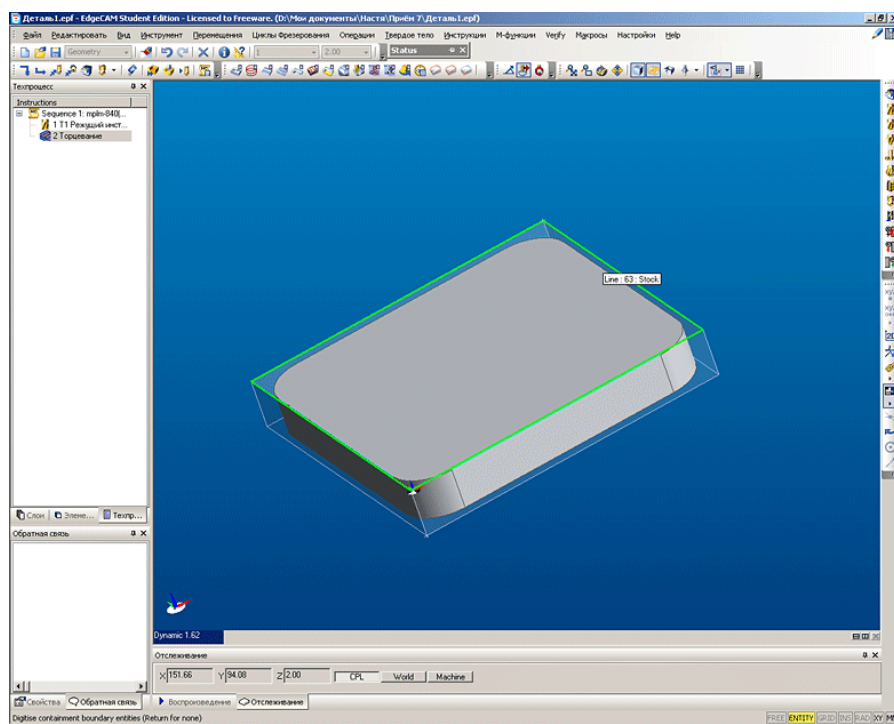 Деталь1.epf - EdgeCAM Student Edition - Licensed to Freeware. (D:\Мои документы\Настя\Приём 7\Деталь1.epf)
Файл Редактировать Вид Инструмент Перемещения Циклы Фрезерования Операции Твердое тело Инструкции М-функции Verify Макросы Настройки Help
Geometry 1 2.00 Status
Техпроцесс
Instructions
Sequence 1: mplm-840(...
1 T1 Режущий инст...
2 Торцевание
Line : 63 : Stock
Слои Элеме... Техпр...
Обратная связь
Dynamic 1.62
Отслеживание
X 151.66 Y 94.08 Z 2.00 CPL World Machine
Свойства Обратная связь Воспроизведение Отслеживание
Digitise containment boundary entities (Return for none) FREE ENTITY GRID INS RAD XY